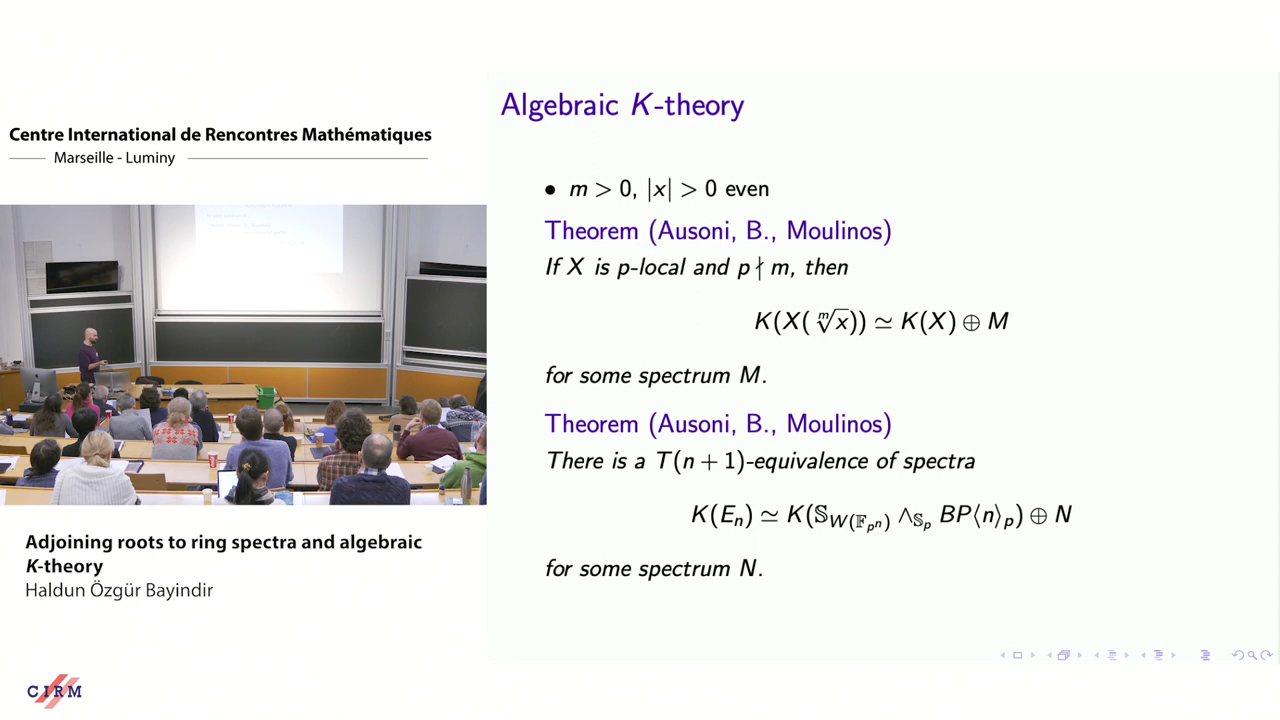 Centre International de Rencontres Mathématiques
Marseille - Luminy
Adjoining roots to ring spectra and algebraic
K-theory
Haldun Özgür Bayindir
CIRM
Algebraic K-theory
• m > 0, |x| > 0 even
Theorem (Ausoni, B., Moulinos)
If X is p-local and p ∤ m, then
K(X(\sqrt[m]{x})) ≃ K(X) ⊕ M
for some spectrum M.
Theorem (Ausoni, B., Moulinos)
There is a T(n + 1)-equivalence of spectra
K(E_n) ≃ K(𝕊_{W(𝔽_{p^n})} ∧_{𝕊_p} BP⟨n⟩_p) ⊕ N
for some spectrum N.